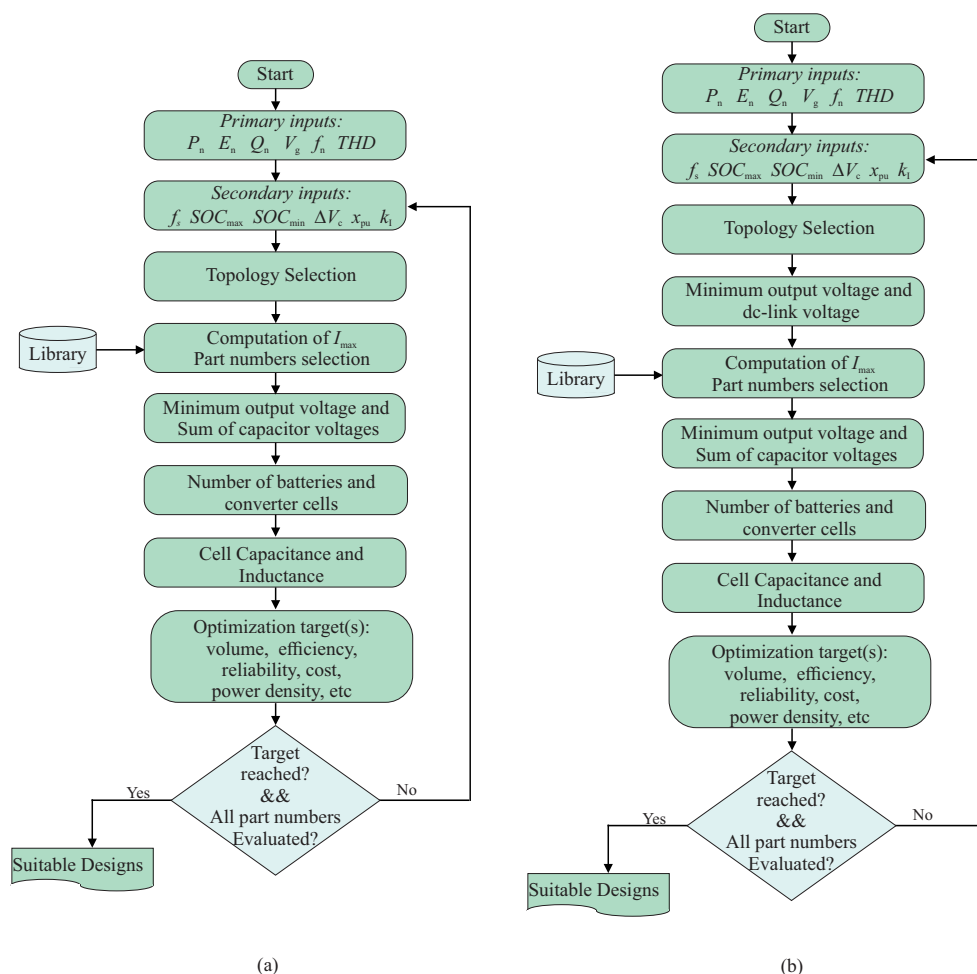 Start
Primary inputs:
Pn En Qn Vg fn THD
Secondary inputs:
fs SOCmax SOCmin ΔVc xpu kI
Topology Selection
Library
Computation of Imax
Part numbers selection
Minimum output voltage and
Sum of capacitor voltages
Number of batteries and
converter cells
Cell Capacitance and
Inductance
Optimization target(s):
volume, efficiency,
reliability, cost,
power density, etc
Target
reached?
&&
All part numbers
Evaluated?
Yes
No
Suitable Designs
(a)
Start
Primary inputs:
Pn En Qn Vg fn THD
Secondary inputs:
fs SOCmax SOCmin ΔVc xpu kI
Topology Selection
Minimum output voltage and
dc-link voltage
Library
Computation of Imax
Part numbers selection
Minimum output voltage and
Sum of capacitor voltages
Number of batteries and
converter cells
Cell Capacitance and
Inductance
Optimization target(s):
volume, efficiency,
reliability, cost,
power density, etc
Target
reached?
&&
All part numbers
Evaluated?
Yes
No
Suitable Designs
(b)